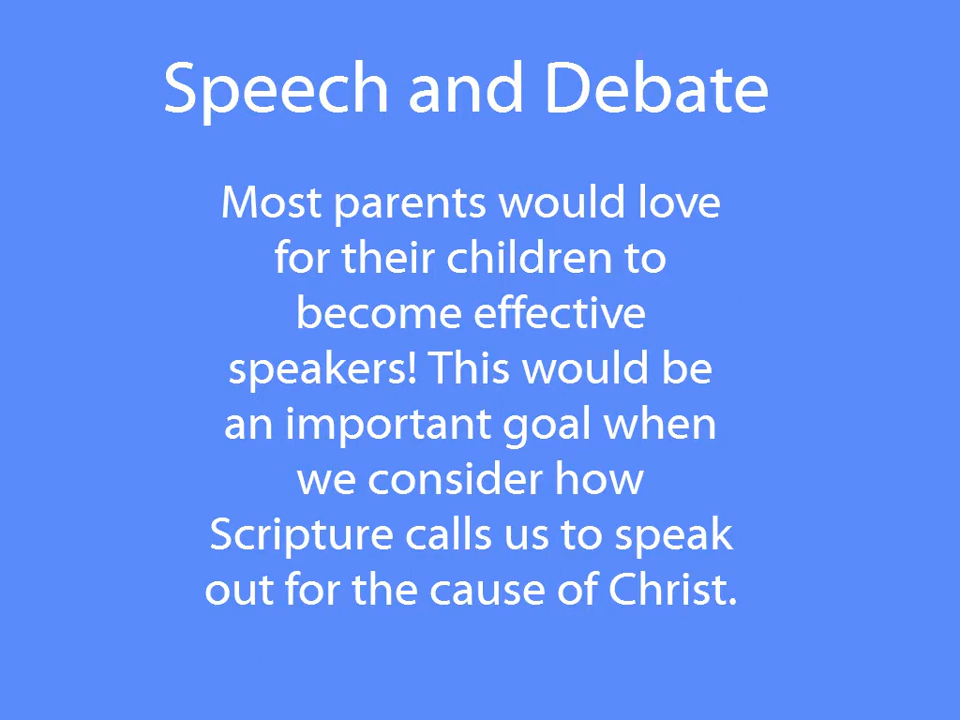 Speech and Debate
Most parents would love
for their children to
become effective
speakers! This would be
an important goal when
we consider how
Scripture calls us to speak
out for the cause of Christ.